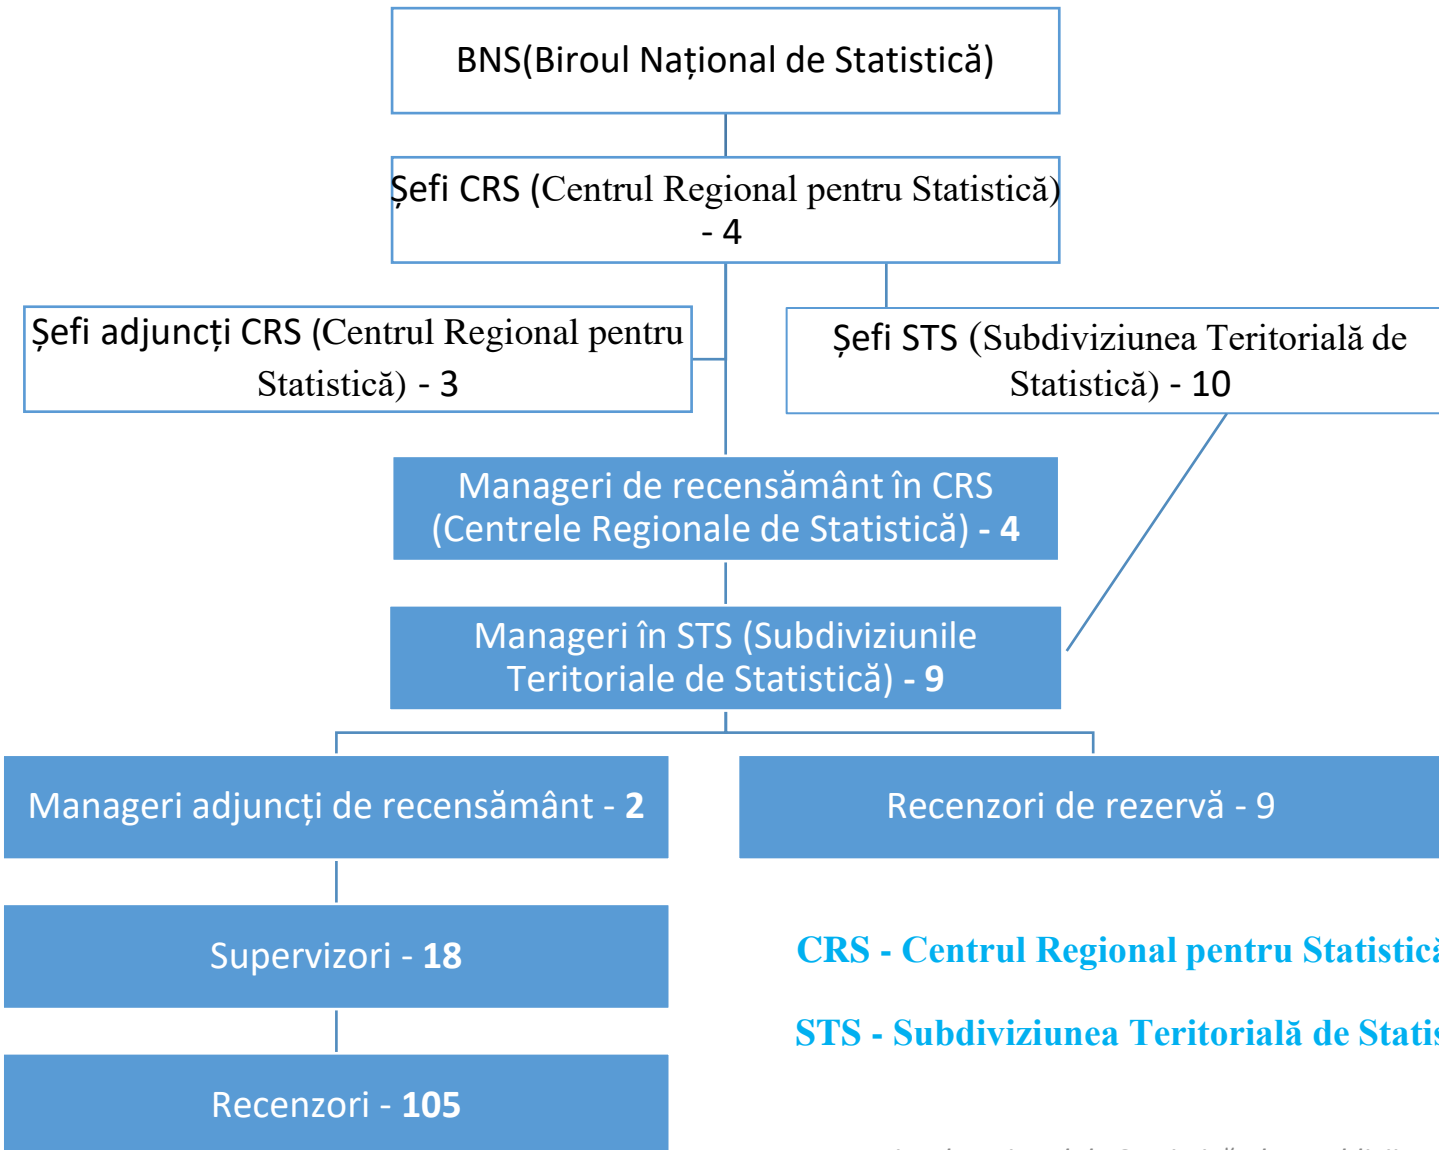 BNS(Biroul Național de Statistică)
Șefi CRS (Centrul Regional pentru Statistică)
- 4
Șefi adjuncți CRS (Centrul Regional pentru
Statistică) - 3
Șefi STS (Subdiviziunea Teritorială de
Statistică) - 10
Manageri de recensământ în CRS
(Centrele Regionale de Statistică) - 4
Manageri în STS (Subdiviziunile
Teritoriale de Statistică) - 9
Manageri adjuncți de recensământ - 2
Recenzori de rezervă - 9
Supervizori - 18
CRS - Centrul Regional pentru Statistică
STS - Subdiviziunea Teritorială de Statis
Recenzori - 105